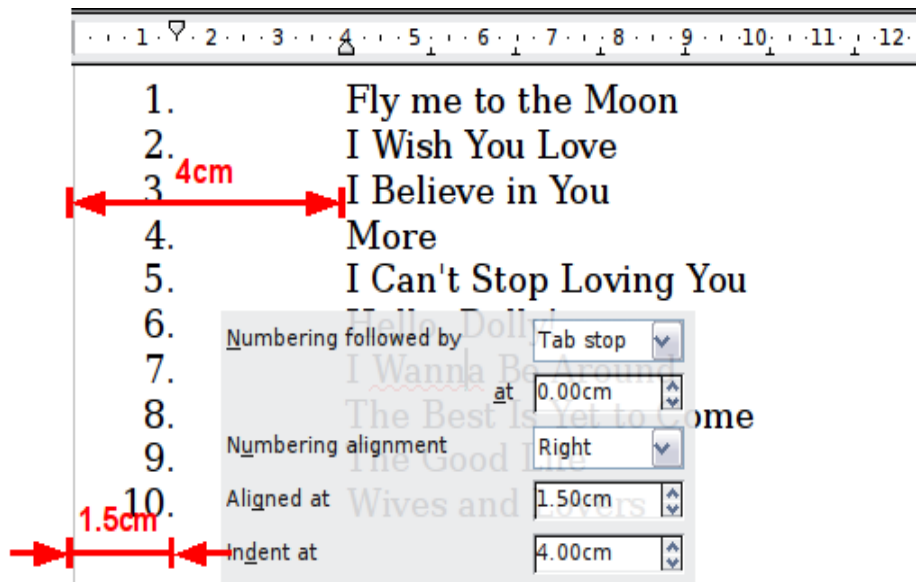 1 2 3 4 5 6 7 8 9 10 11 12
1. Fly me to the Moon
2. I Wish You Love
4cm
3 I Believe in You
4. More
5. I Can't Stop Loving You
6. Hello, Dolly!
Numbering followed by Tab stop
7. I Wanna Be Around
at 0.00cm
8. The Best Is Yet to Come
Numbering alignment Right
9. The Good Life
Aligned at 1.50cm
10. Wives and Lovers
1.5cm
Indent at 4.00cm